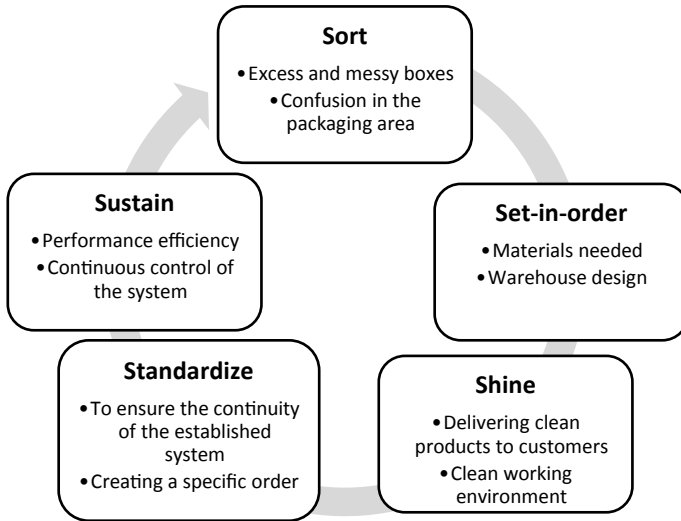 Sort
•Excess and messy boxes
•Confusion in the
packaging area
Set-in-order
•Materials needed
•Warehouse design
Shine
•Delivering clean
products to customers
•Clean working
environment
Standardize
•To ensure the continuity
of the established
system
•Creating a specific order
Sustain
•Performance efficiency
•Continuous control of
the system